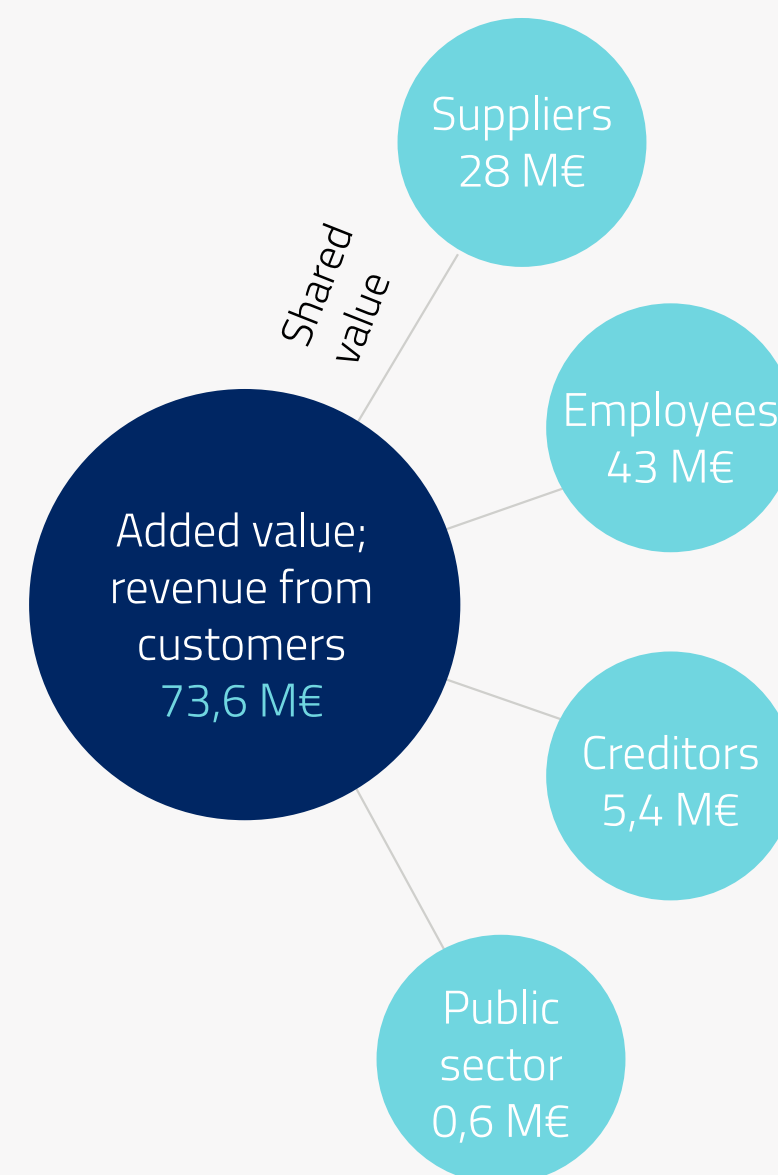 Suppliers
28 M€
Shared
value
Employees
43 M€
Added value;
revenue from
customers
73,6 M€
Creditors
5,4 M€
Public
sector
0,6 M€